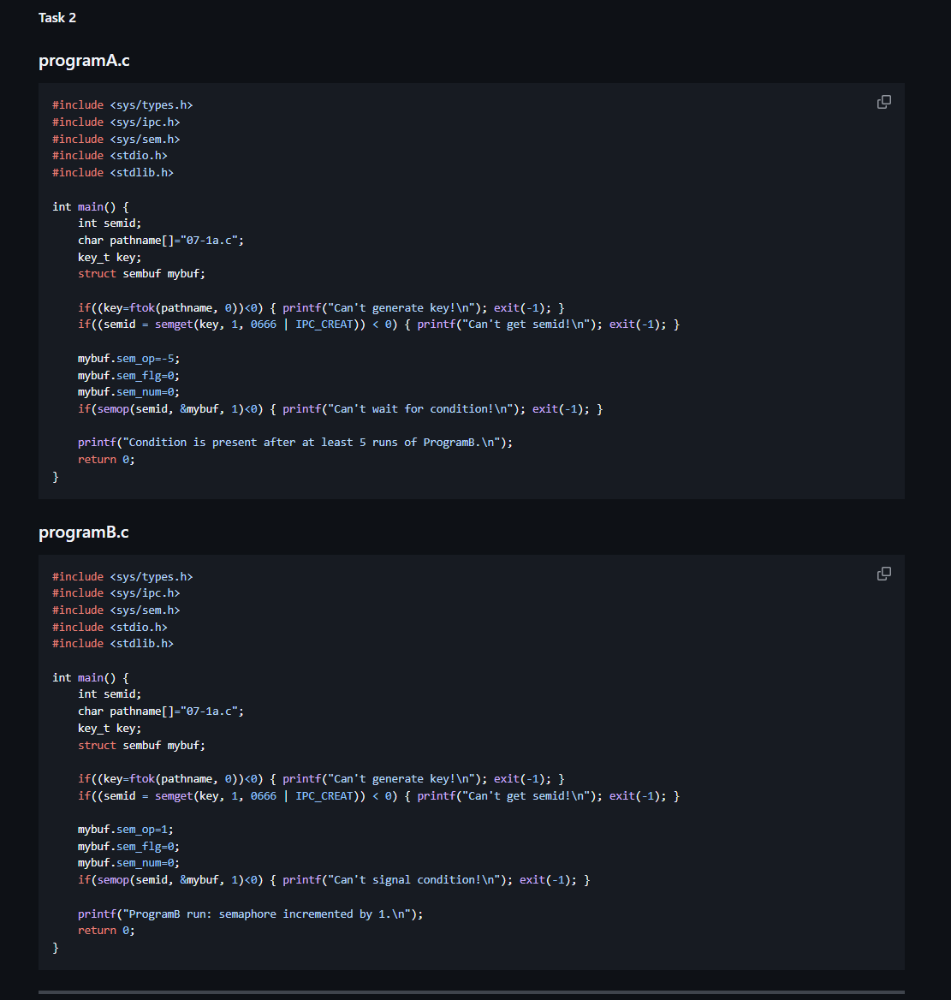 Task 2
programA.c
#include <sys/types.h>
#include <sys/ipc.h>
#include <sys/sem.h>
#include <stdio.h>
#include <stdlib.h>
int main() {
    int semid;
    char pathname[]="07-1a.c";
    key_t key;
    struct sembuf mybuf;
    if((key=ftok(pathname, 0))<0) { printf("Can't generate key!\n"); exit(-1); }
    if((semid = semget(key, 1, 0666 | IPC_CREAT)) < 0) { printf("Can't get semid!\n"); exit(-1); }
    mybuf.sem_op=-5;
    mybuf.sem_flg=0;
    mybuf.sem_num=0;
    if(semop(semid, &mybuf, 1)<0) { printf("Can't wait for condition!\n"); exit(-1); }
    printf("Condition is present after at least 5 runs of ProgramB.\n");
    return 0;
}
programB.c
#include <sys/types.h>
#include <sys/ipc.h>
#include <sys/sem.h>
#include <stdio.h>
#include <stdlib.h>
int main() {
    int semid;
    char pathname[]="07-1a.c";
    key_t key;
    struct sembuf mybuf;
    if((key=ftok(pathname, 0))<0) { printf("Can't generate key!\n"); exit(-1); }
    if((semid = semget(key, 1, 0666 | IPC_CREAT)) < 0) { printf("Can't get semid!\n"); exit(-1); }
    mybuf.sem_op=1;
    mybuf.sem_flg=0;
    mybuf.sem_num=0;
    if(semop(semid, &mybuf, 1)<0) { printf("Can't signal condition!\n"); exit(-1); }
    printf("ProgramB run: semaphore incremented by 1.\n");
    return 0;
}